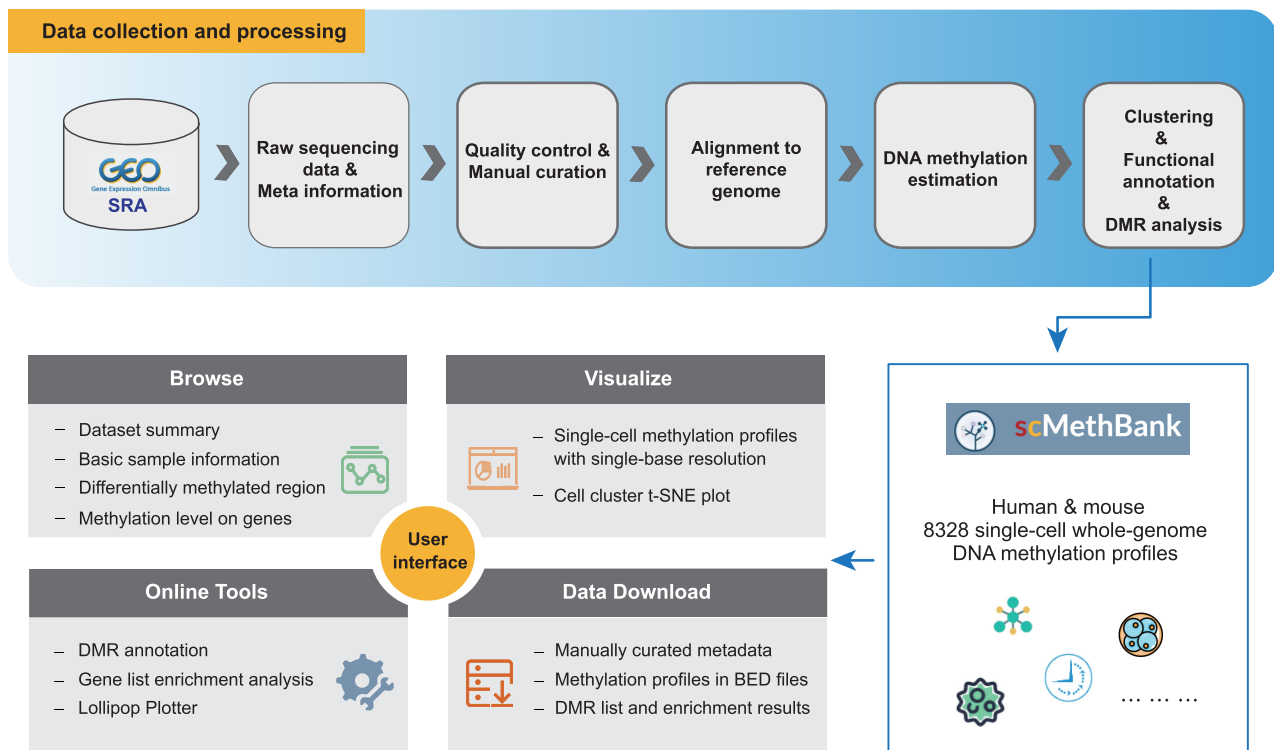 Data collection and processing
GEO
Gene Expression Omnibus
SRA
Raw sequencing
data &
Meta information
Quality control &
Manual curation
Alignment to
reference
genome
DNA methylation
estimation
Clustering
&
Functional
annotation
&
DMR analysis
Browse
– Dataset summary
– Basic sample information
– Differentially methylated region
– Methylation level on genes
Visualize
– Single-cell methylation profiles
with single-base resolution
– Cell cluster t-SNE plot
User
interface
Online Tools
– DMR annotation
– Gene list enrichment analysis
– Lollipop Plotter
Data Download
– Manually curated metadata
– Methylation profiles in BED files
– DMR list and enrichment results
scMethBank
Human & mouse
8328 single-cell whole-genome
DNA methylation profiles
... ... ...